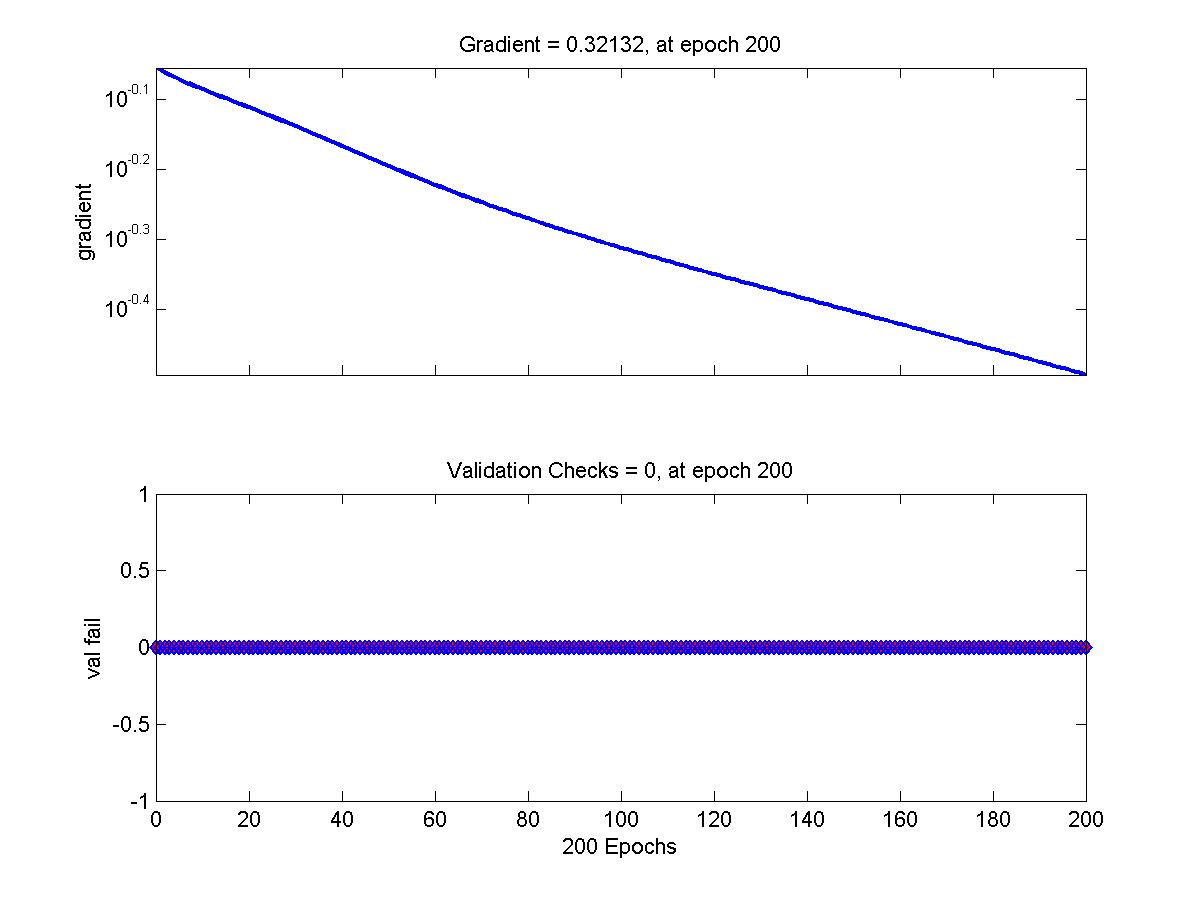 Gradient = 0.32132, at epoch 200
10^-0.1
10^-0.2
10^-0.3
10^-0.4
gradient
Validation Checks = 0, at epoch 200
1
0.5
0
-0.5
-1
val fail
0 20 40 60 80 100 120 140 160 180 200
200 Epochs